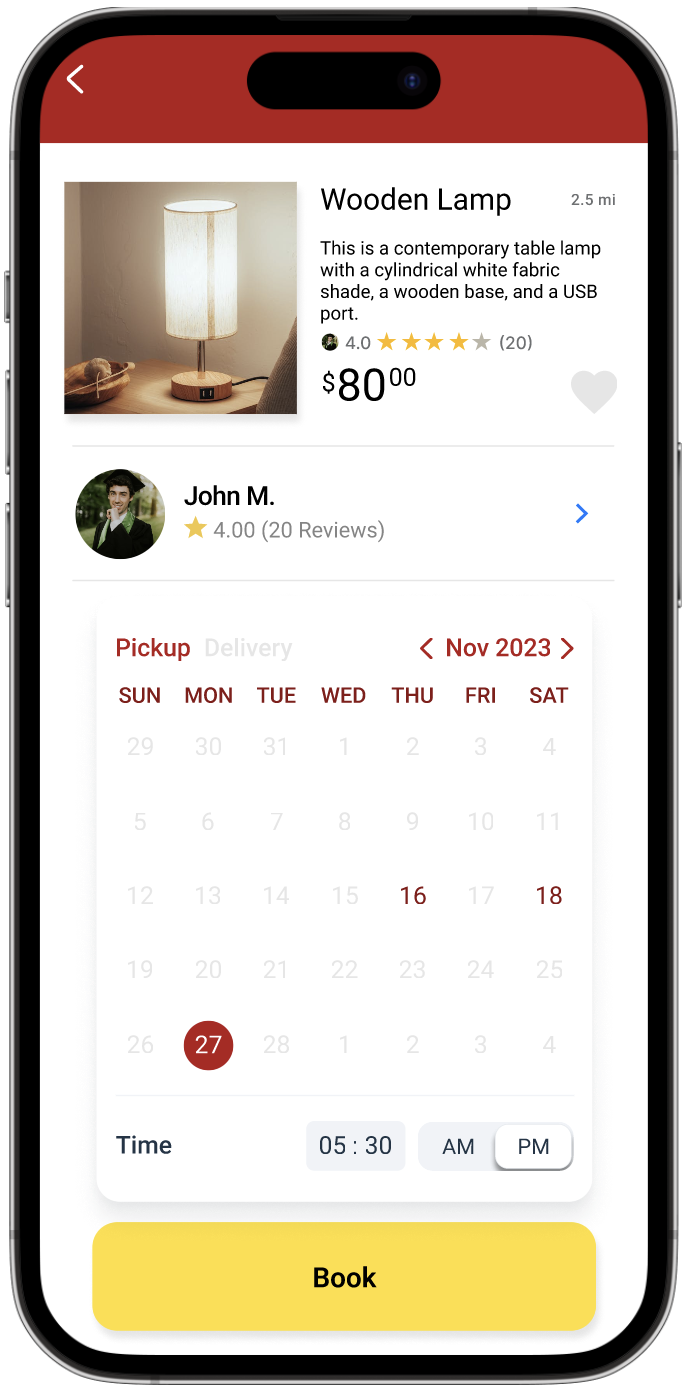 Wooden Lamp 2.5 mi
This is a contemporary table lamp
with a cylindrical white fabric
shade, a wooden base, and a USB
port.
4.0 (20)
$8000
John M.
4.00 (20 Reviews)
Pickup Delivery Nov 2023
SUN MON TUE WED THU FRI SAT
29 30 31 1 2 3 4
5 6 7 8 9 10 11
12 13 14 15 16 17 18
19 20 21 22 23 24 25
26 27 28 1 2 3 4
Time 05 : 30 AM PM
Book